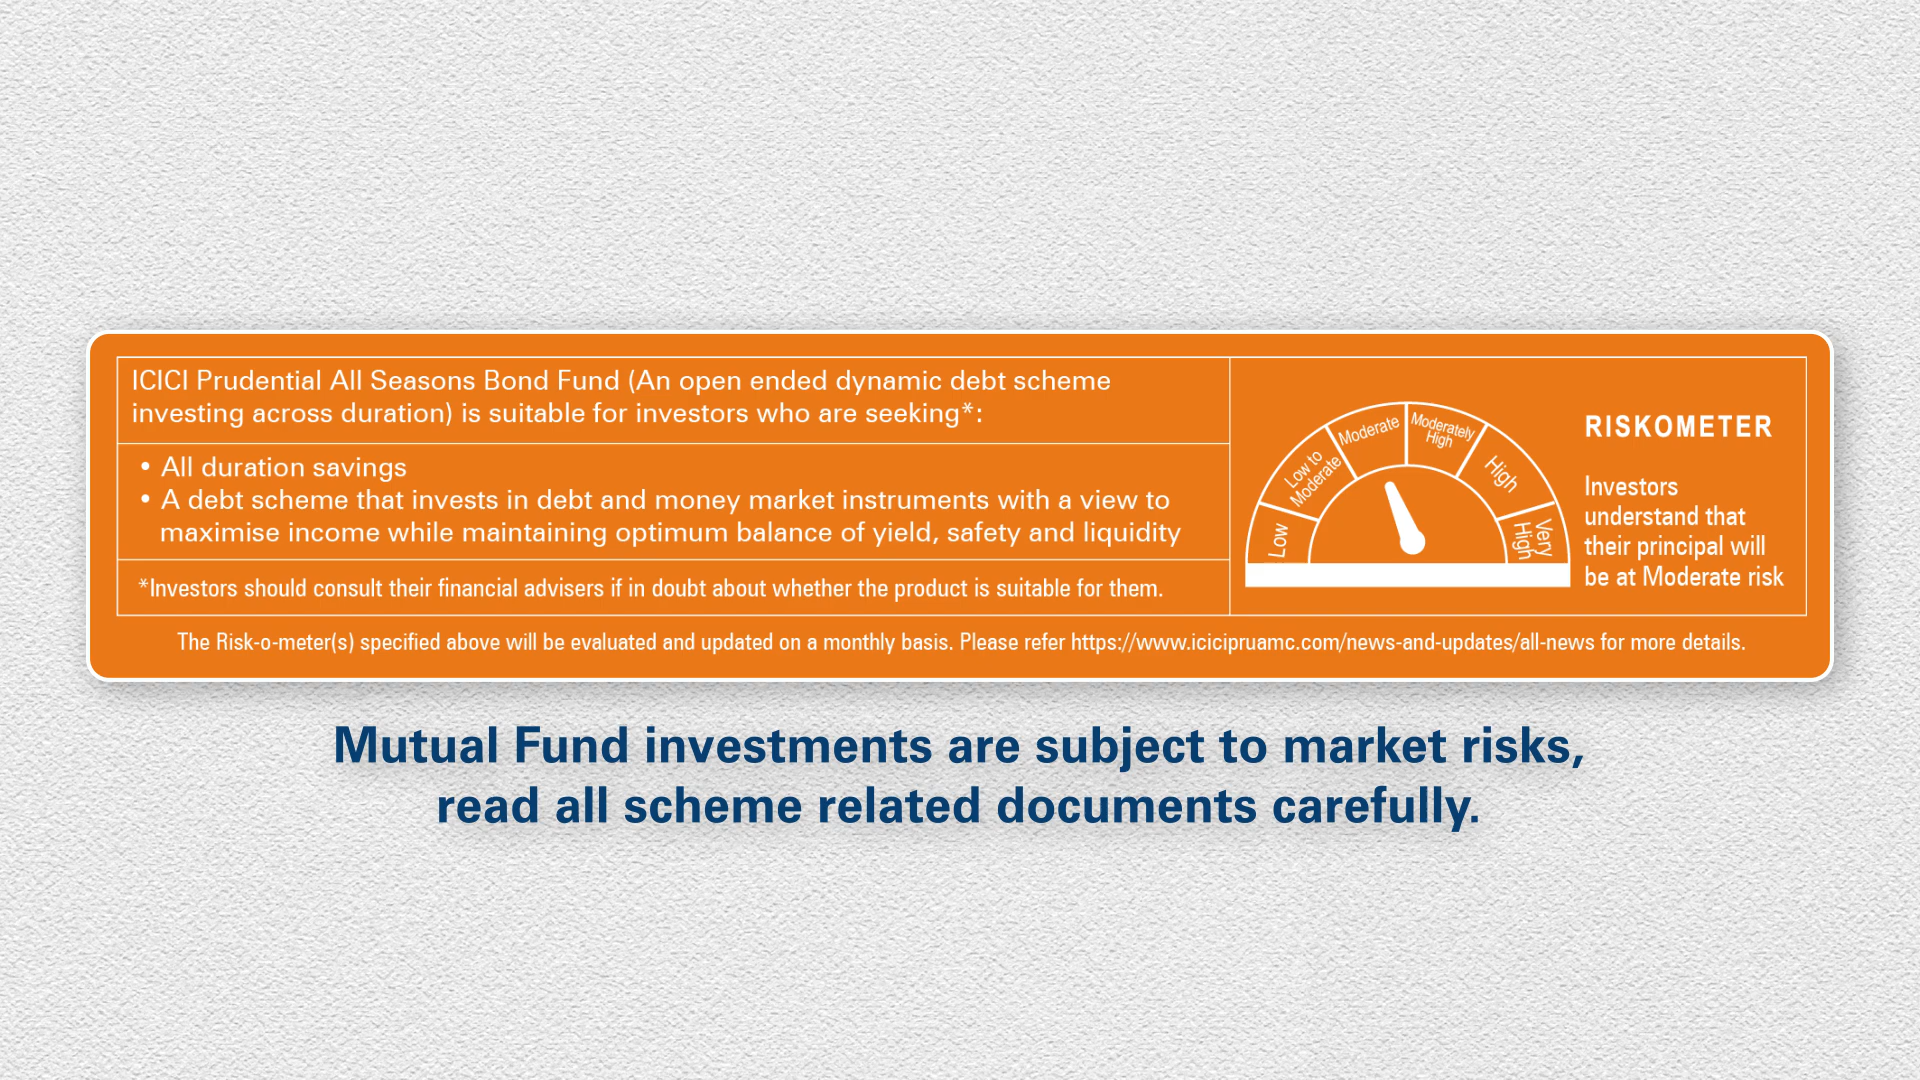 ICICI Prudential All Seasons Bond Fund (An open ended dynamic debt scheme
investing across duration) is suitable for investors who are seeking*:
• All duration savings
• A debt scheme that invests in debt and money market instruments with a view to
maximise income while maintaining optimum balance of yield, safety and liquidity
*Investors should consult their financial advisers if in doubt about whether the product is suitable for them.
Low
Low to
Moderate
Moderate
Moderately
High
High
Very
High
RISKOMETER
Investors
understand that
their principal will
be at Moderate risk
The Risk-o-meter(s) specified above will be evaluated and updated on a monthly basis. Please refer https://www.icicipruamc.com/news-and-updates/all-news for more details.
Mutual Fund investments are subject to market risks,
read all scheme related documents carefully.